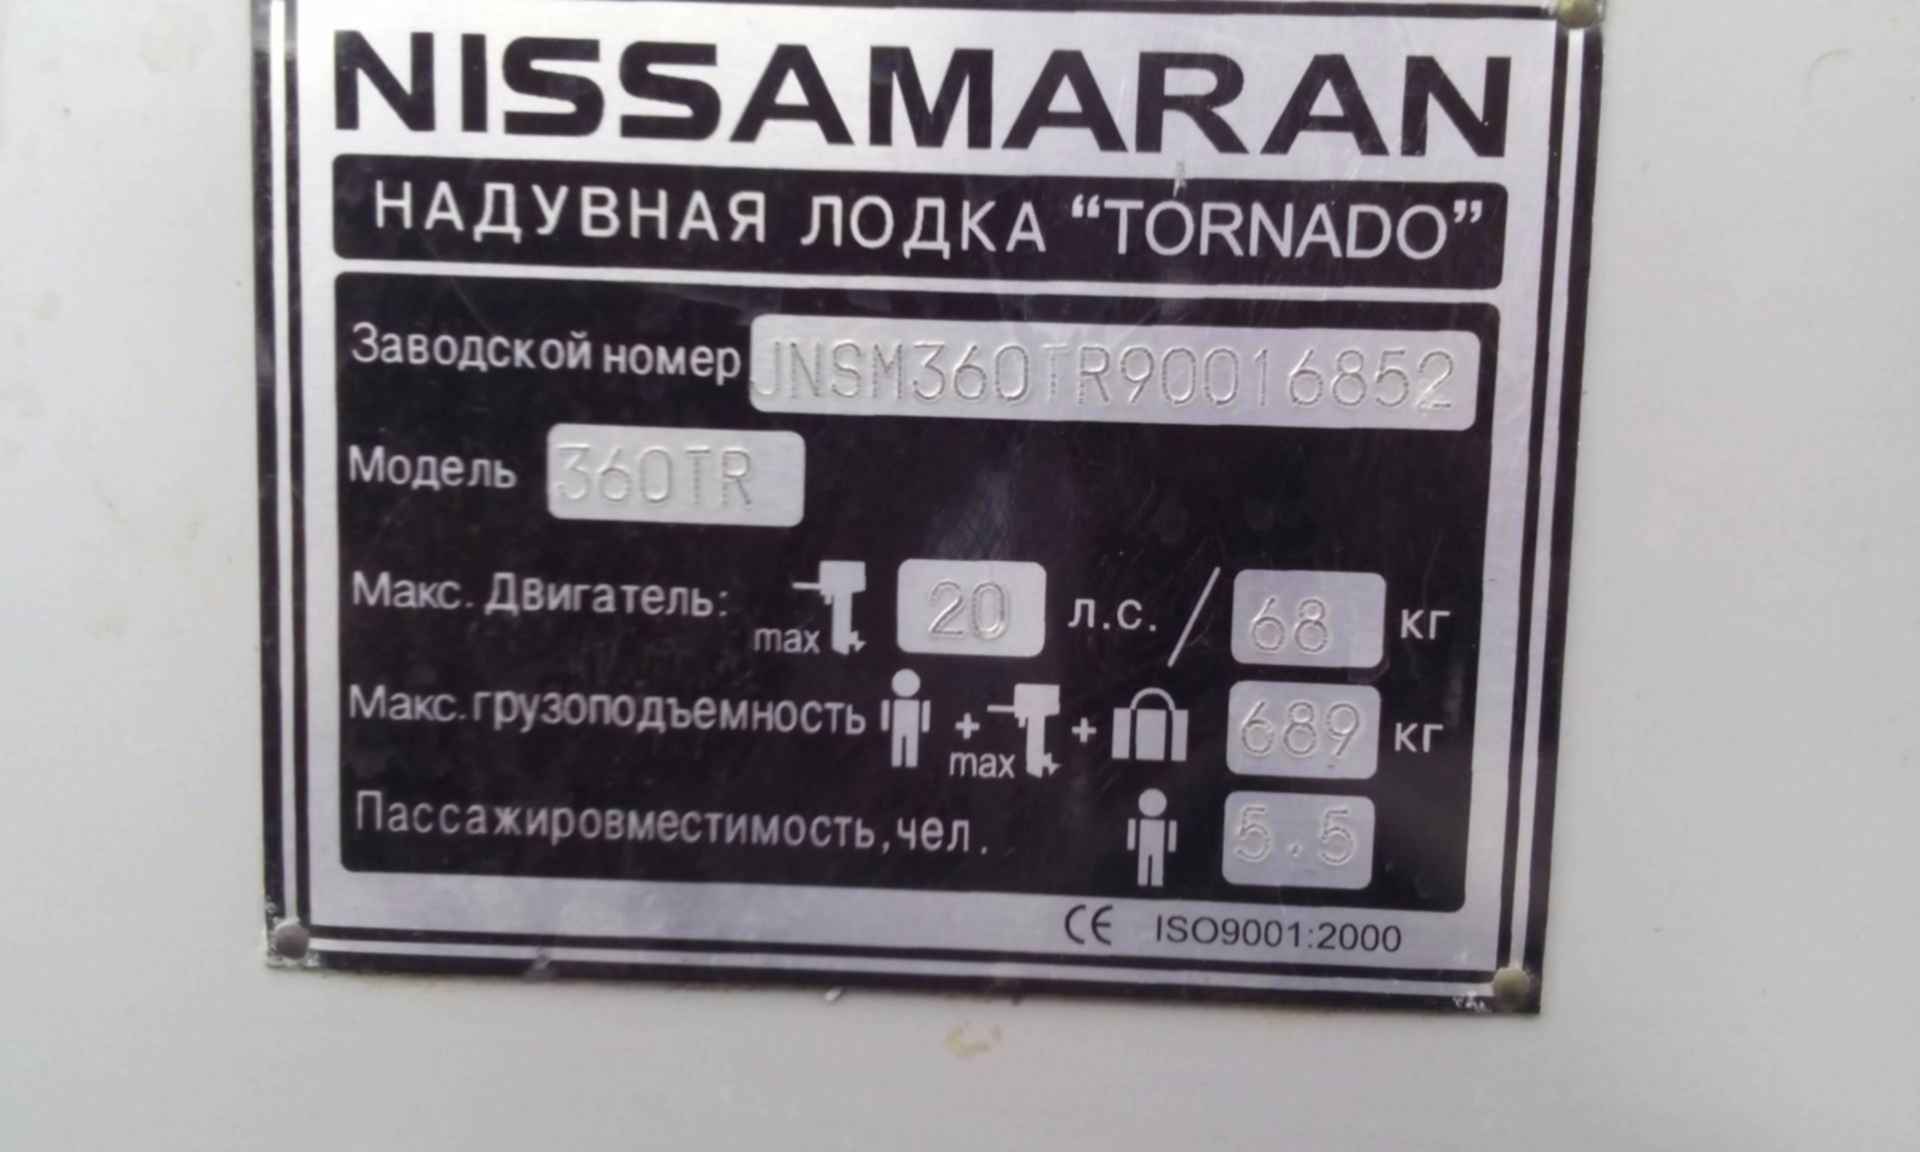 NISSAMARAN
НАДУВНАЯ ЛОДКА “TORNADO”
Заводской номер JNSM360TR90016852
Модель 360TR
Макс. Двигатель: max 20 л.с. / 68 кг
Макс. грузоподъемность + max + 689 кг
Пассажировместимость, чел. 5.5
CE ISO9001:2000